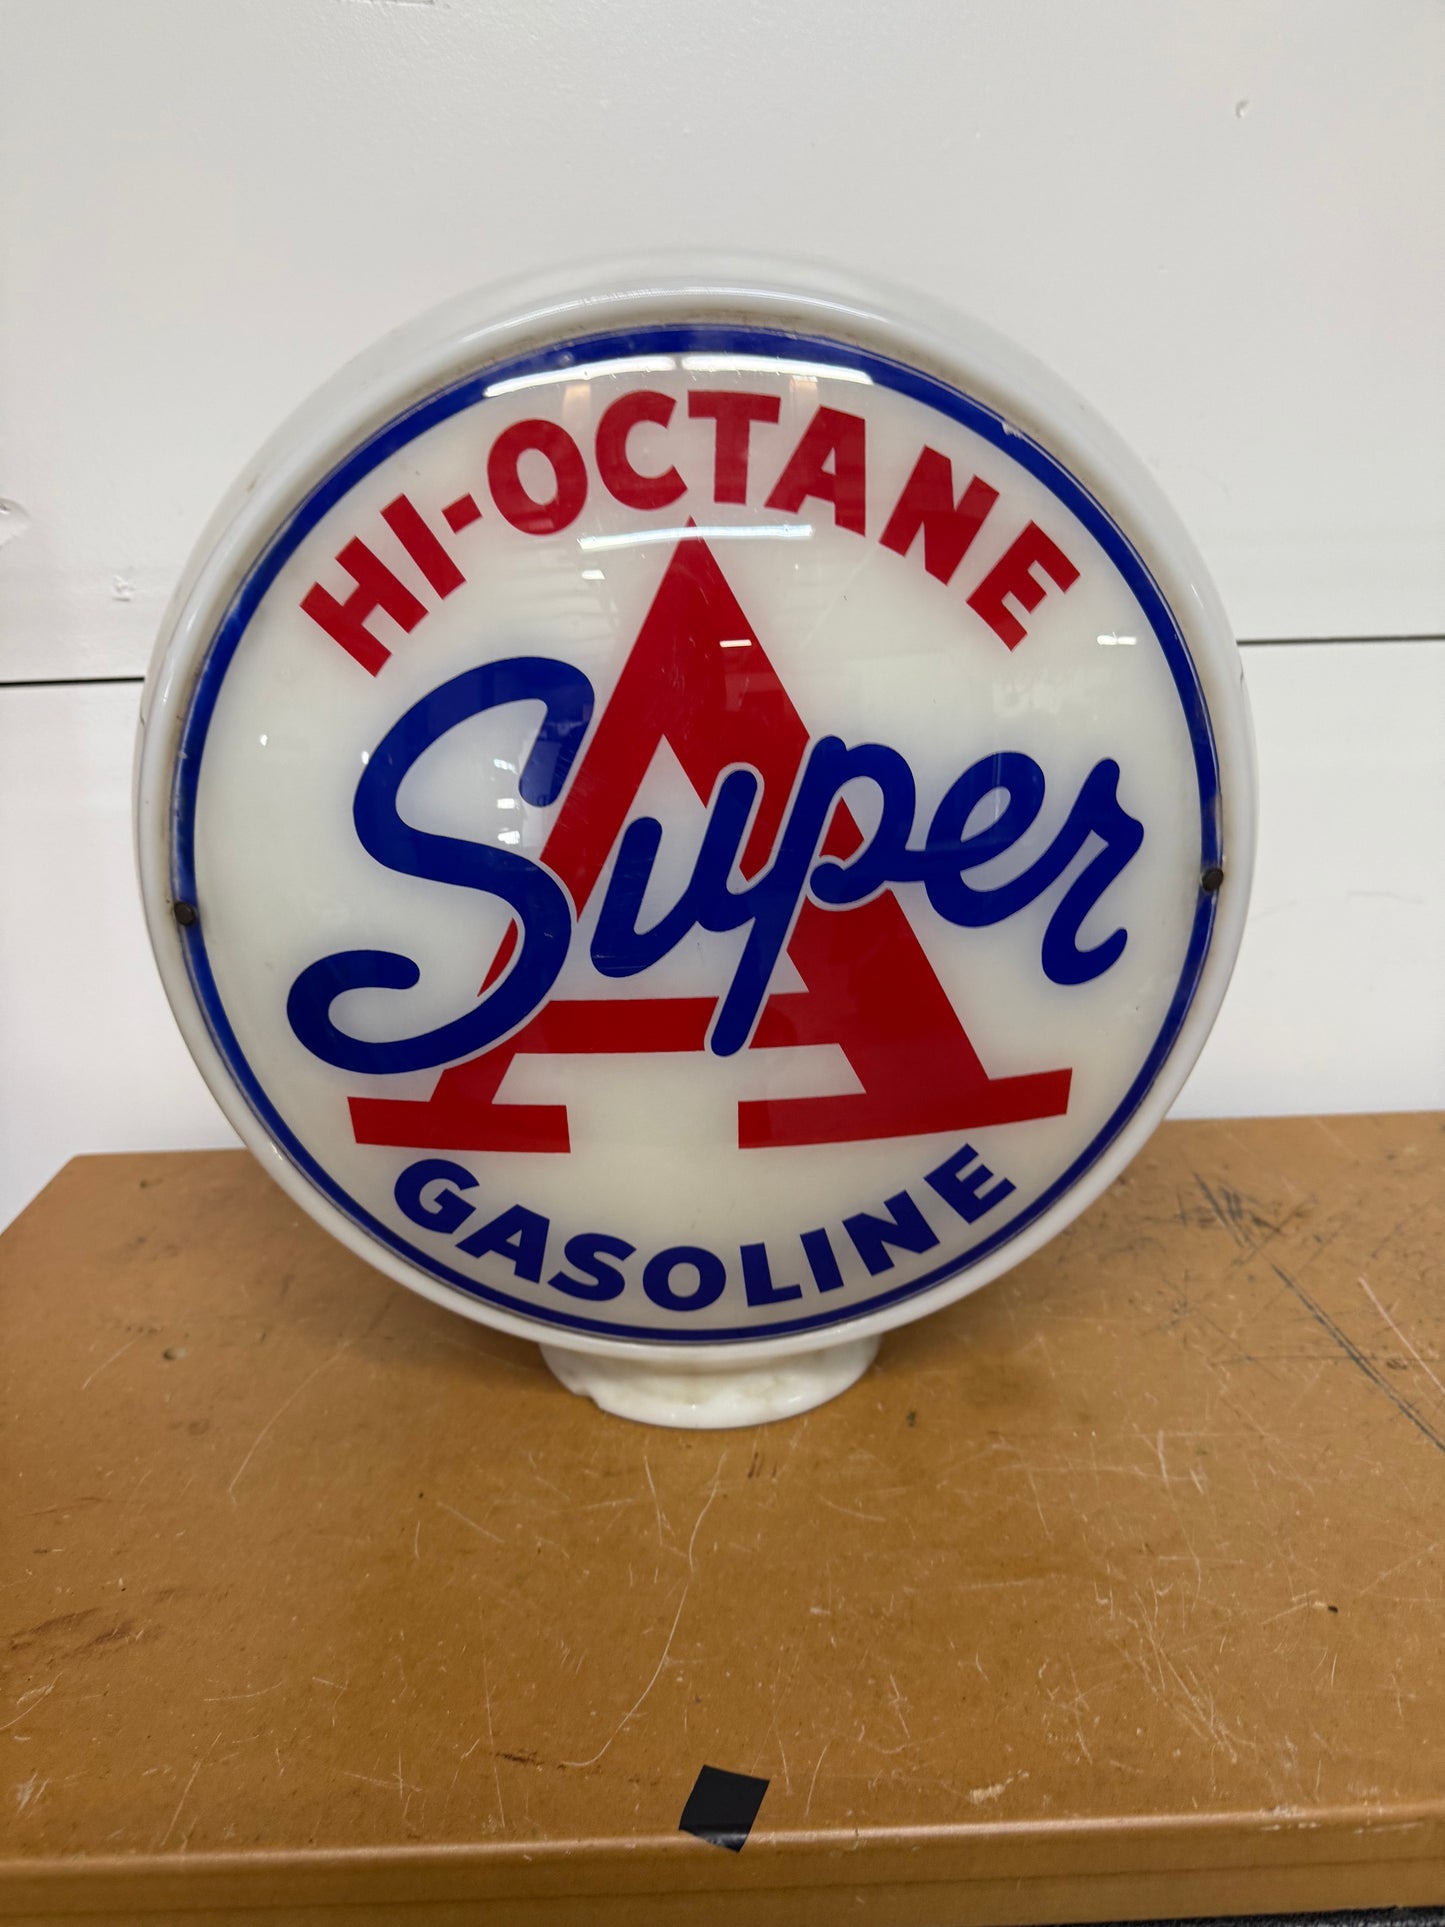 HI-OCTANE
A
Super
GASOLINE